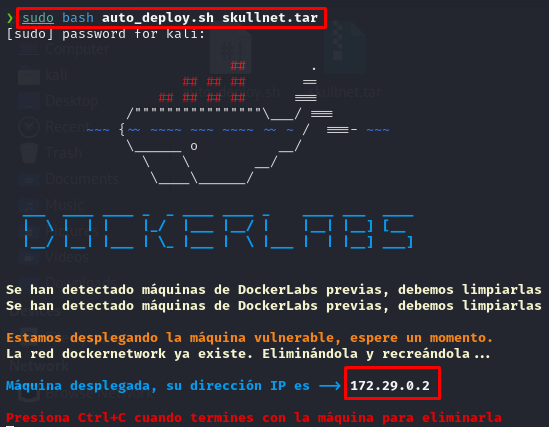 ❯ sudo bash auto_deploy.sh skullnet.tar
[sudo] password for kali:
DOCKERLABS
Se han detectado máquinas de DockerLabs previas, debemos limpiarlas
Se han detectado máquinas de DockerLabs previas, debemos limpiarlas
Estamos desplegando la máquina vulnerable, espere un momento.
La red dockernetwork ya existe. Eliminándola y recreándola...
Máquina desplegada, su dirección IP es --> 172.29.0.2
Presiona Ctrl+C cuando termines con la máquina para eliminarla